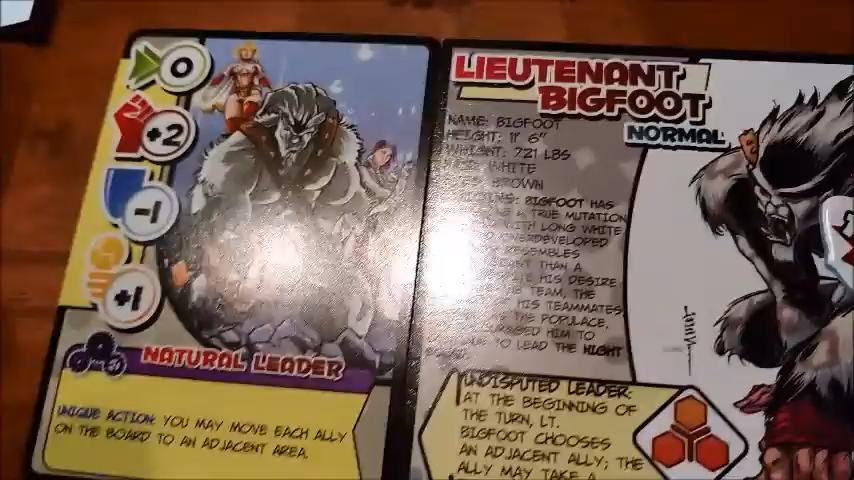 0
+2
-1
+1
NATURAL LEADER
UNIQUE ACTION: YOU MAY MOVE EACH ALLY
ON THE BOARD TO AN ADJACENT AREA.
LIEUTENANT
BIGFOOT
NORMAL
NAME: BIGFOOT
HEIGHT: 11' 6"
WEIGHT: 721 LBS
WHITE
BROWN
BIGFOOT HAS
A TRUE MUTATION
WITH LONG WHITE
OVERDEVELOPED
RESEMBLES
THAN A
HIS DESIRE
TEAM, THE
HIS TEAMMATES
THE POPULACE,
HIM TO
TO LEAD THE NIGHT
UNDISPUTED LEADER:
AT THE BEGINNING OF
THE TURN, LT.
BIGFOOT CHOOSES
AN ADJACENT ALLY; THE
ALLY MAY TAKE A